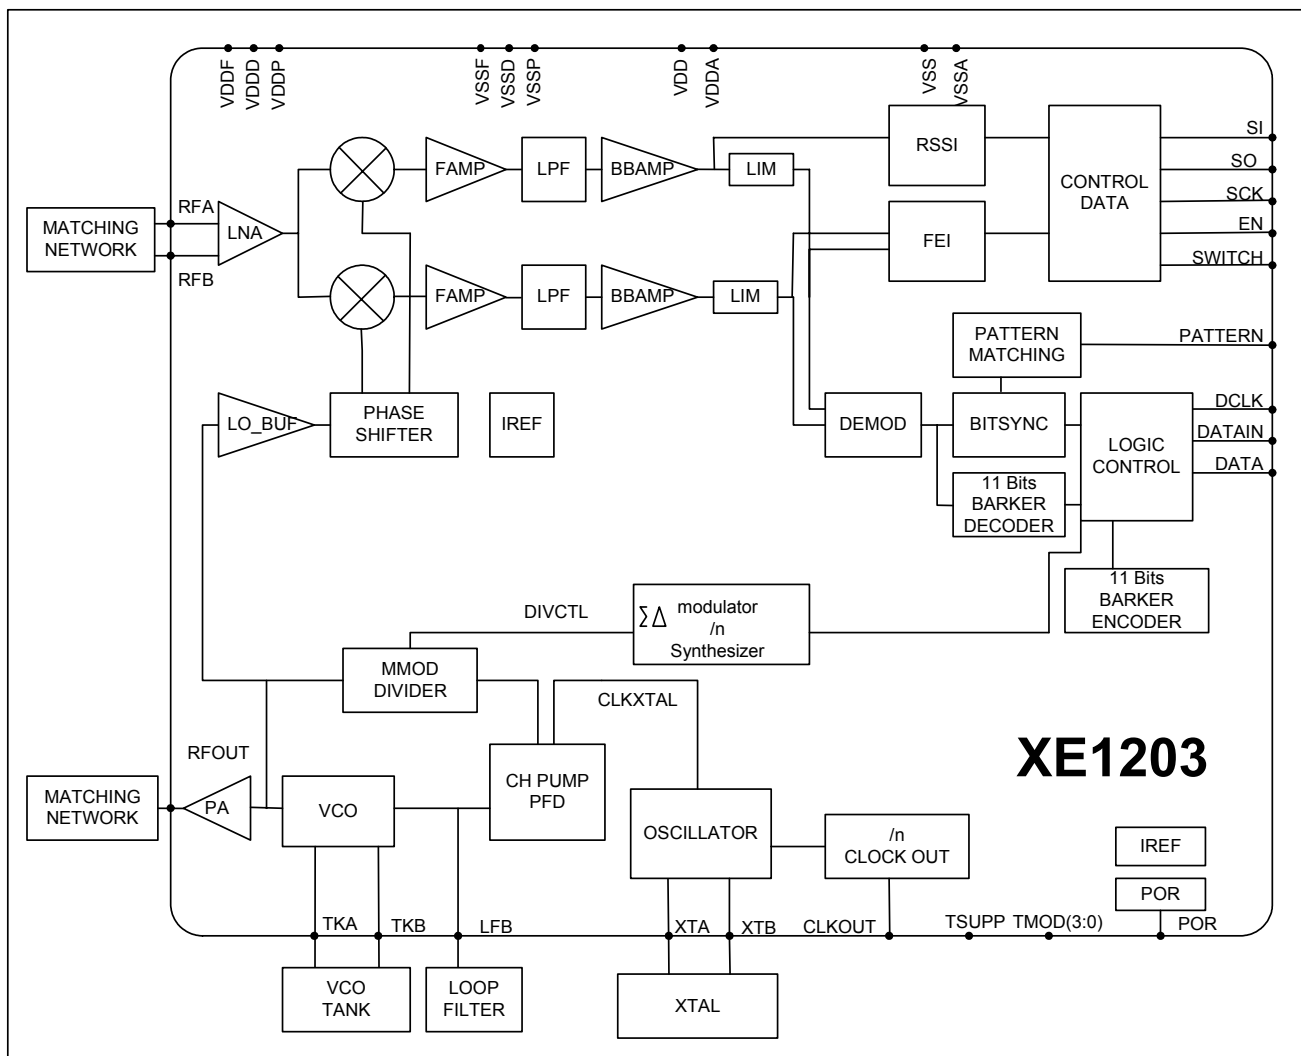 VDDF
VDDD
VDDP
VSSF
VSSD
VSSP
VDD
VDDA
VSS
VSSA
RSSI
CONTROL
DATA
SI
SO
SCK
EN
SWITCH
FAMP
LPF
BBAMP
LIM
MATCHING
NETWORK
RFA
RFB
LNA
FEI
FAMP
LPF
BBAMP
LIM
PATTERN
MATCHING
PATTERN
LO_BUF
PHASE
SHIFTER
IREF
DEMOD
BITSYNC
LOGIC
CONTROL
DCLK
DATAIN
DATA
11 Bits
BARKER
DECODER
11 Bits
BARKER
ENCODER
DIVCTL
ΣΔ modulator
/n
Synthesizer
MMOD
DIVIDER
CLKXTAL
XE1203
RFOUT
MATCHING
NETWORK
PA
VCO
CH PUMP
PFD
OSCILLATOR
/n
CLOCK OUT
IREF
POR
TKA
TKB
LFB
XTA
XTB
CLKOUT
TSUPP
TMOD(3:0)
POR
VCO
TANK
LOOP
FILTER
XTAL